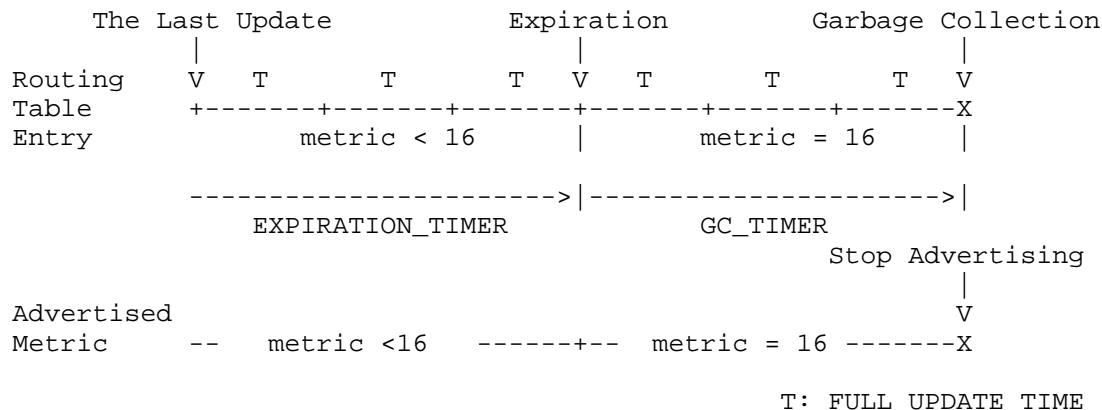 The Last Update Expiration Garbage Collection
| | |
Routing V T T T V T T T V
Table +-------+-------+-------+-------+-------+-------X
Entry metric < 16 | metric = 16 |
----------------------->|---------------------->|
EXPIRATION_TIMER GC_TIMER
Stop Advertising
|
Advertised V
Metric -- metric <16 ------+-- metric = 16 -------X
T: FULL UPDATE TIME